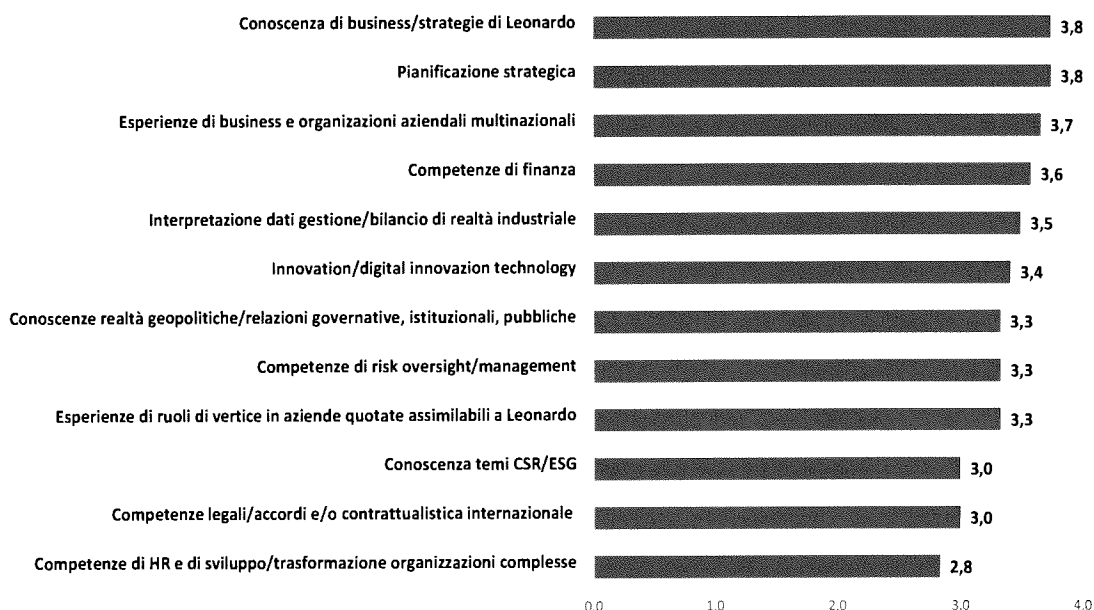 Conoscenza di business/strategie di Leonardo 3,8
Pianificazione strategica 3,8
Esperienze di business e organizzazioni aziendali multinazionali 3,7
Competenze di finanza 3,6
Interpretazione dati gestione/bilancio di realtà industriale 3,5
Innovation/digital innovazion technology 3,4
Conoscenze realtà geopolitiche/relazioni governative, istituzionali, pubbliche 3,3
Competenze di risk oversight/management 3,3
Esperienze di ruoli di vertice in aziende quotate assimilabili a Leonardo 3,3
Conoscenza temi CSR/ESG 3,0
Competenze legali/accordi e/o contrattualistica internazionale 3,0
Competenze di HR e di sviluppo/trasformazione organizzazioni complesse 2,8
0.0 1.0 2.0 3.0 4.0